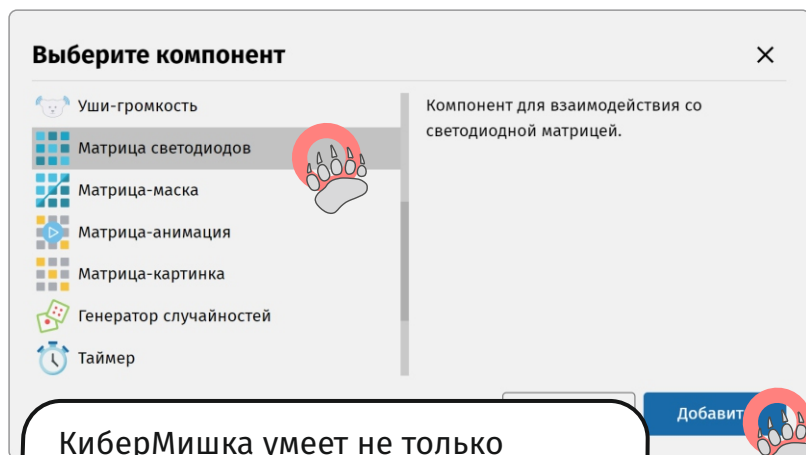 Выберите компонент
Уши-громкость
Матрица светодиодов
Матрица-маска
Матрица-анимация
Матрица-картинка
Генератор случайностей
Таймер
Компонент для взаимодействия со
светодиодной матрицей.
Добавит
КиберМишка умеет не только